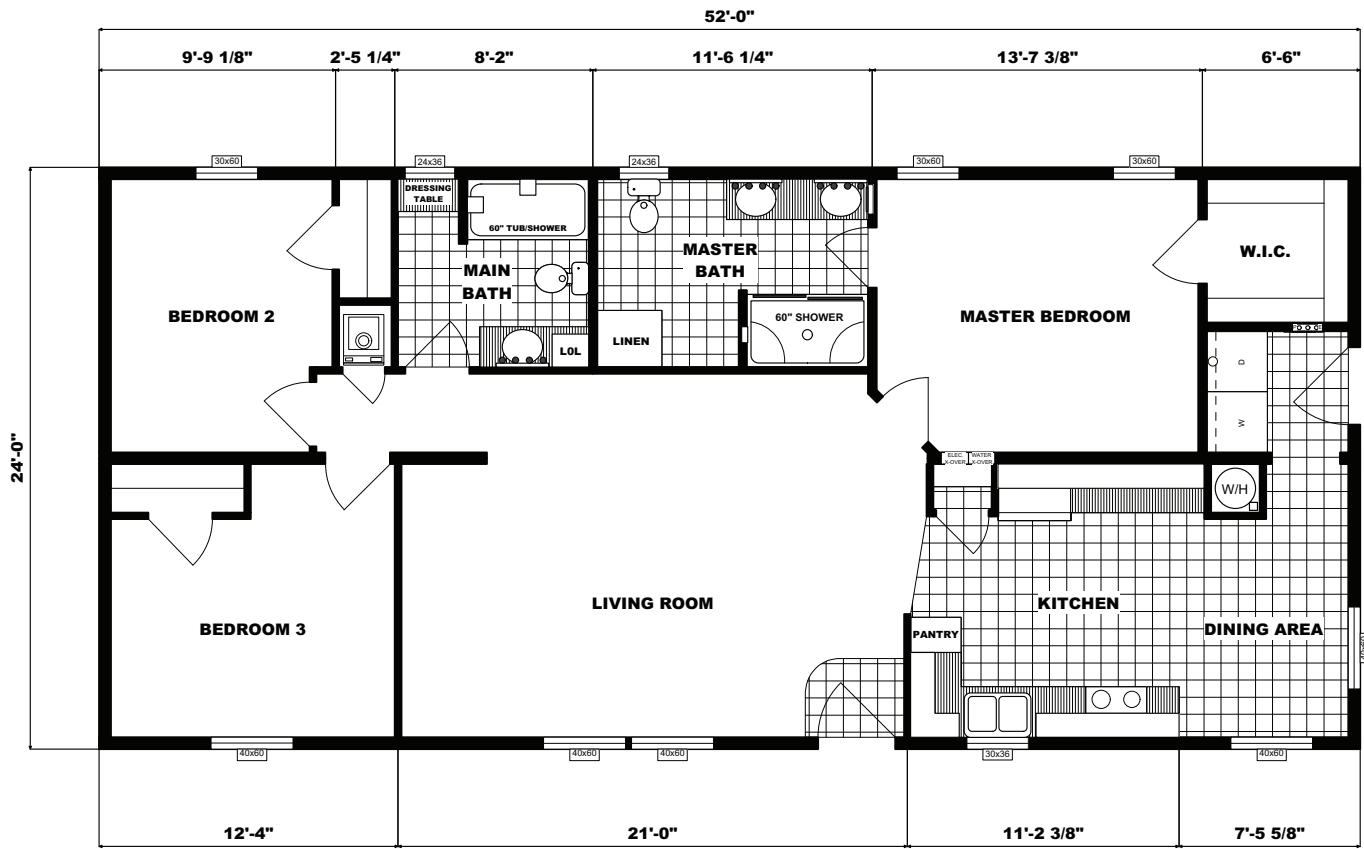 52'-0"
9'-9 1/8" 2'-5 1/4" 8'-2" 11'-6 1/4" 13'-7 3/8" 6'-6"
30x60 24x36 24x36 30x60 30x60
DRESSING
TABLE
60" TUB/SHOWER
MAIN
BATH
MASTER
BATH
W.I.C.
BEDROOM 2
60" SHOWER
MASTER BEDROOM
LINEN
L0L
D
W
24'-0"
ELEC.
X-OVER
WATER
X-OVER
W/H
LIVING ROOM
KITCHEN
BEDROOM 3
PANTRY
DINING AREA
40x60
40x60 40x60 40x60 30x36 40x60
12'-4" 21'-0" 11'-2 3/8" 7'-5 5/8"